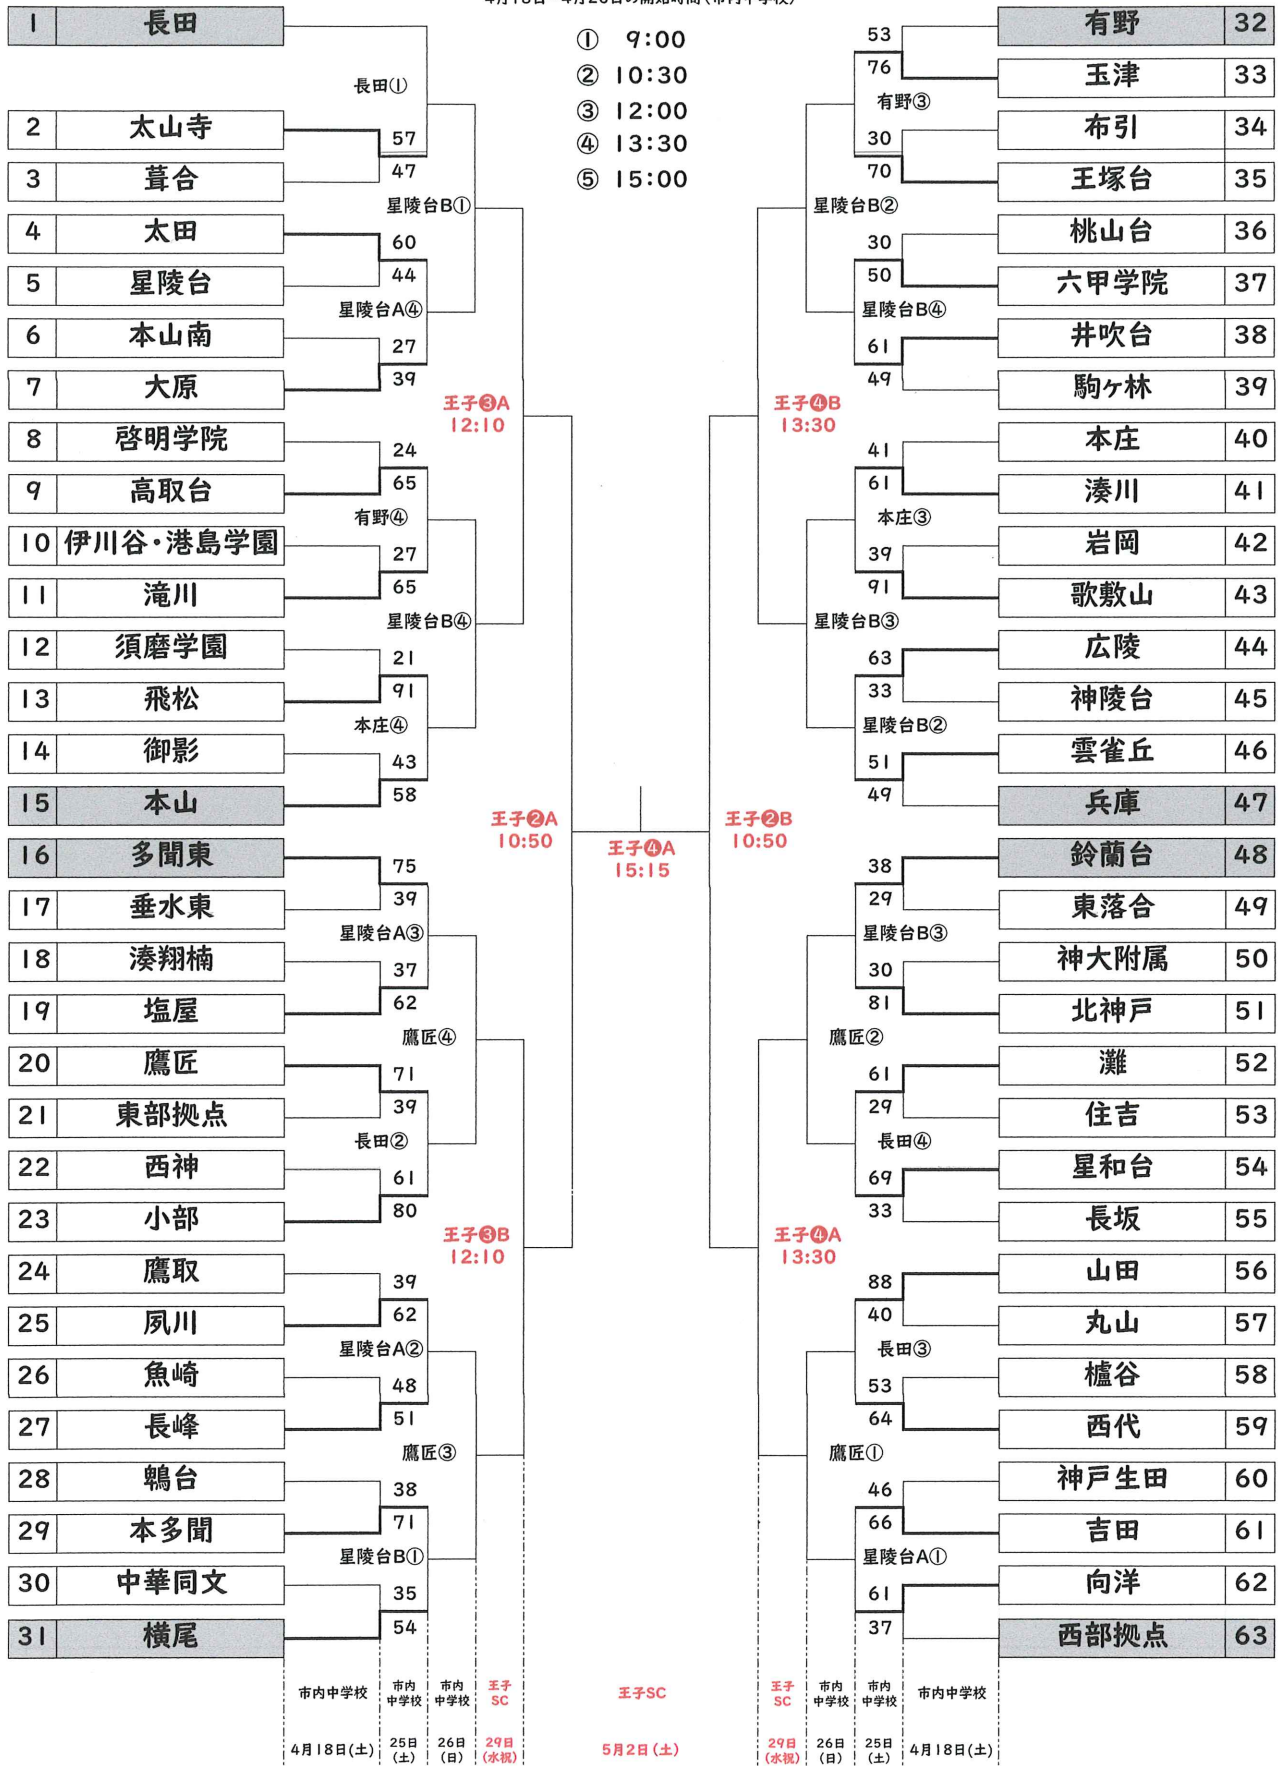 ① 9:00
② 10:30
③ 12:00
④ 13:30
⑤ 15:00
1 長田
2 太山寺
3 葺合
4 太田
5 星陵台
6 本山南
7 大原
8 啓明学院
9 高取台
10 伊川谷・港島学園
11 滝川
12 須磨学園
13 飛松
14 御影
15 本山
16 多聞東
17 垂水東
18 湊翔楠
19 塩屋
20 鷹匠
21 東部拠点
22 西神
23 小部
24 鷹取
25 夙川
26 魚崎
27 長峰
28 鵯台
29 本多聞
30 中華同文
31 横尾
長田①
57
47
星陵台B①
60
44
星陵台A④
27
39
王子❸A
12:10
24
65
有野④
27
65
星陵台B④
21
91
本庄④
43
58
王子❷A
10:50
75
39
星陵台A③
37
62
鷹匠④
71
39
長田②
61
80
王子❸B
12:10
39
62
星陵台A②
48
51
鷹匠③
38
71
星陵台B①
35
54
王子❹A
15:15
53
76
有野③
30
70
星陵台B②
30
50
星陵台B④
61
49
王子❹B
13:30
41
61
本庄③
39
91
星陵台B③
63
33
星陵台B②
51
49
王子❷B
10:50
38
29
星陵台B③
30
81
鷹匠②
61
29
長田④
69
33
王子❹A
13:30
88
40
長田③
53
64
鷹匠①
46
66
星陵台A①
61
37
有野 32
玉津 33
布引 34
王塚台 35
桃山台 36
六甲学院 37
井吹台 38
駒ヶ林 39
本庄 40
湊川 41
岩岡 42
歌敷山 43
広陵 44
神陵台 45
雲雀丘 46
兵庫 47
鈴蘭台 48
東落合 49
神大附属 50
北神戸 51
灘 52
住吉 53
星和台 54
長坂 55
山田 56
丸山 57
櫨谷 58
西代 59
神戸生田 60
吉田 61
向洋 62
西部拠点 63
市内中学校 市内中学校 市内中学校 王子SC 王子SC 王子SC 市内中学校 市内中学校 市内中学校
4月18日(土) 25日(土) 26日(日) 29日(水祝) 5月2日(土) 29日(水祝) 26日(日) 25日(土) 4月18日(土)